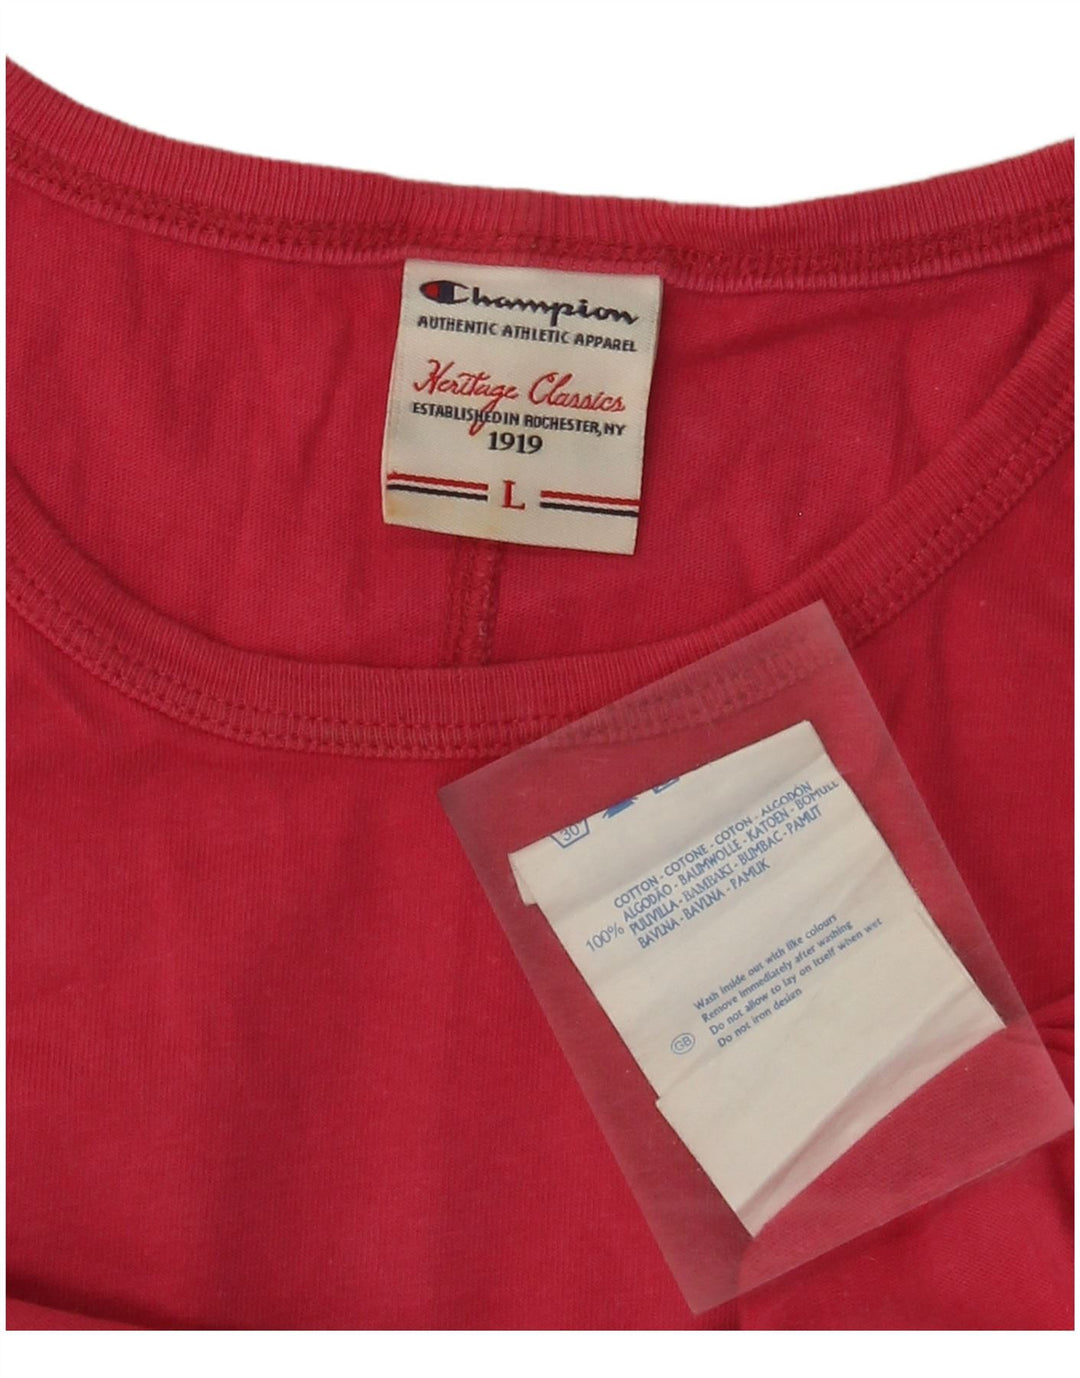 Champion
AUTHENTIC ATHLETIC APPAREL
Heritage Classics
ESTABLISHED IN ROCHESTER, NY
1919
L
30
100%
COTTON - COTONE - COTON - ALGODÓN
ALGODÃO - BAUMWOLLE - KATOEN - BOMULL
PUUVILLA - BAMBAKI - BUMBAC - PAMUT
BAVLNA - BAVLNA - PAMUK
GB
Wash inside out with like colours
Remove immediately after washing
Do not allow to lay on itself when wet
Do not iron design